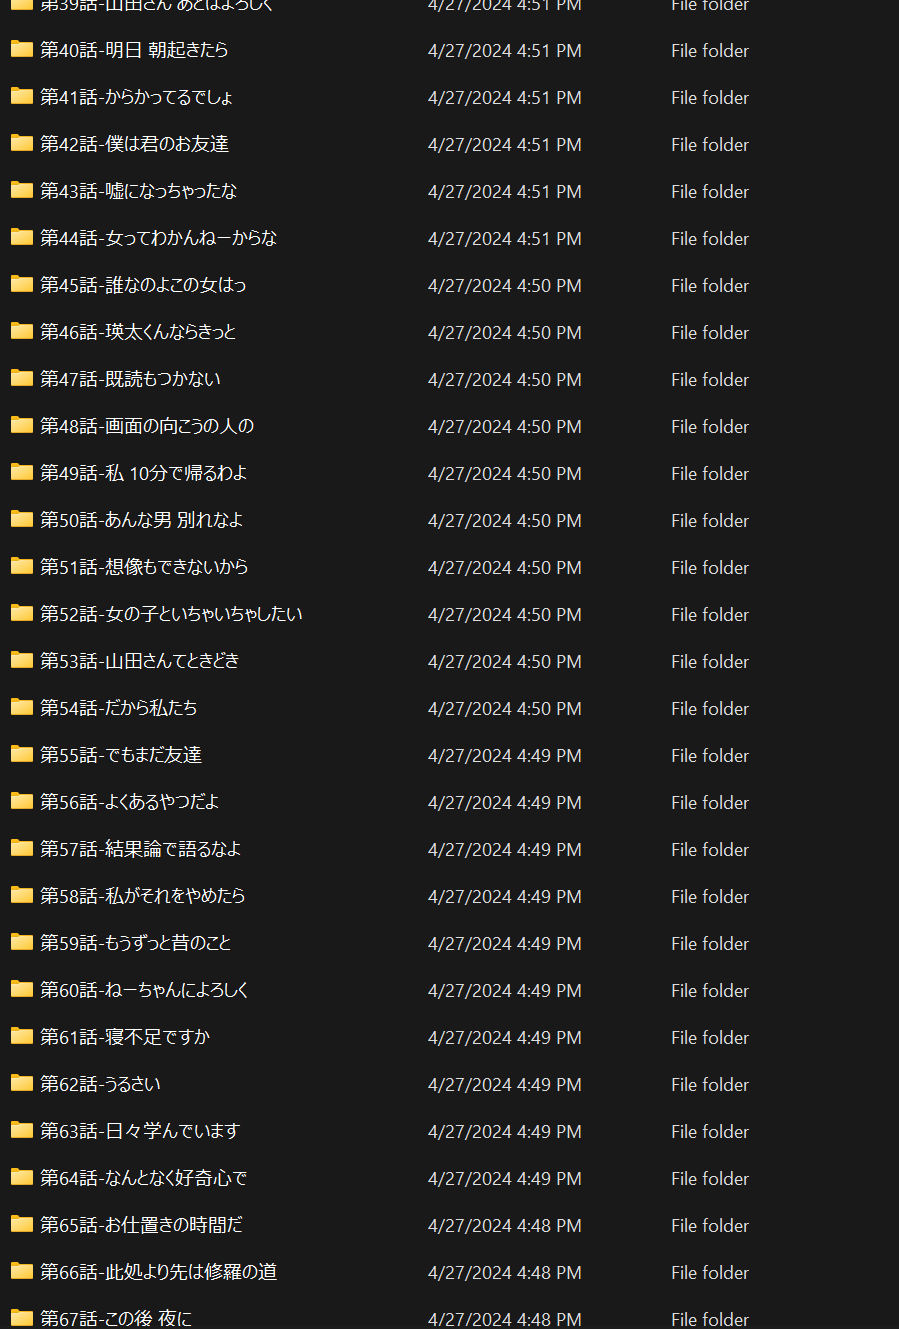 第39話-山田さん あとはよろしく 4/27/2024 4:51 PM File folder
第40話-明日 朝起きたら 4/27/2024 4:51 PM File folder
第41話-からかってるでしょ 4/27/2024 4:51 PM File folder
第42話-僕は君のお友達 4/27/2024 4:51 PM File folder
第43話-嘘になっちゃったな 4/27/2024 4:51 PM File folder
第44話-女ってわかんねーからな 4/27/2024 4:51 PM File folder
第45話-誰なのよこの女はっ 4/27/2024 4:50 PM File folder
第46話-瑛太くんならきっと 4/27/2024 4:50 PM File folder
第47話-既読もつかない 4/27/2024 4:50 PM File folder
第48話-画面の向こうの人の 4/27/2024 4:50 PM File folder
第49話-私 10分で帰るわよ 4/27/2024 4:50 PM File folder
第50話-あんな男 別れなよ 4/27/2024 4:50 PM File folder
第51話-想像もできないから 4/27/2024 4:50 PM File folder
第52話-女の子といちゃいちゃしたい 4/27/2024 4:50 PM File folder
第53話-山田さんてときどき 4/27/2024 4:50 PM File folder
第54話-だから私たち 4/27/2024 4:50 PM File folder
第55話-でもまだ友達 4/27/2024 4:49 PM File folder
第56話-よくあるやつだよ 4/27/2024 4:49 PM File folder
第57話-結果論で語るなよ 4/27/2024 4:49 PM File folder
第58話-私がそれをやめたら 4/27/2024 4:49 PM File folder
第59話-もうずっと昔のこと 4/27/2024 4:49 PM File folder
第60話-ねーちゃんによろしく 4/27/2024 4:49 PM File folder
第61話-寝不足ですか 4/27/2024 4:49 PM File folder
第62話-うるさい 4/27/2024 4:49 PM File folder
第63話-日々学んでいます 4/27/2024 4:49 PM File folder
第64話-なんとなく好奇心で 4/27/2024 4:49 PM File folder
第65話-お仕置きの時間だ 4/27/2024 4:48 PM File folder
第66話-此処より先は修羅の道 4/27/2024 4:48 PM File folder
第67話-この後 夜に 4/27/2024 4:48 PM File folder